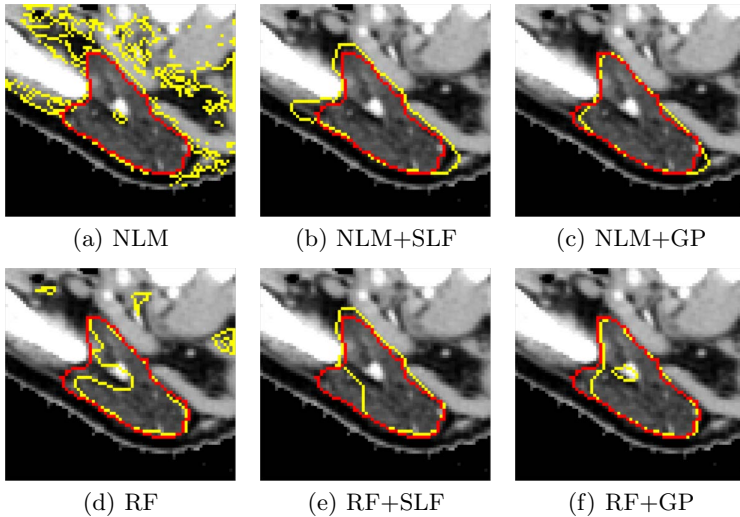 (a) NLM
(b) NLM+SLF
(c) NLM+GP
(d) RF
(e) RF+SLF
(f) RF+GP